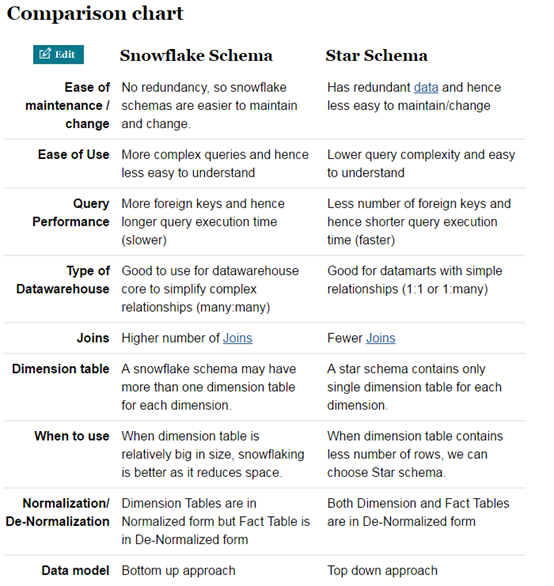 Comparison chart
Edit
Snowflake Schema
Star Schema
Ease of
maintenance /
change
No redundancy, so snowflake
schemas are easier to maintain
and change.
Has redundant data and hence
less easy to maintain/change
Ease of Use
More complex queries and hence
less easy to understand
Lower query complexity and easy
to understand
Query
Performance
More foreign keys and hence
longer query execution time
(slower)
Less number of foreign keys and
hence shorter query execution
time (faster)
Type of
Datawarehouse
Good to use for datawarehouse
core to simplify complex
relationships (many:many)
Good for datamarts with simple
relationships (1:1 or 1:many)
Joins
Higher number of Joins
Fewer Joins
Dimension table
A snowflake schema may have
more than one dimension table
for each dimension.
A star schema contains only
single dimension table for each
dimension.
When to use
When dimension table is
relatively big in size, snowflaking
is better as it reduces space.
When dimension table contains
less number of rows, we can
choose Star schema.
Normalization/
De-Normalization
Dimension Tables are in
Normalized form but Fact Table is
in De-Normalized form
Both Dimension and Fact Tables
are in De-Normalized form
Data model
Bottom up approach
Top down approach